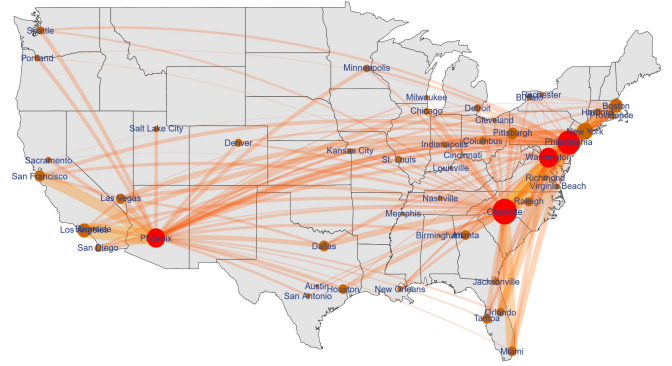 Seattle
Portland
Minneapolis
Milwaukee
Chicago
Detroit
Buffalo
Rochester
Boston
Providence
Cleveland
New York
Pittsburgh
Philadelphia
Salt Lake City
Denver
Kansas City
St. Louis
Indianapolis
Columbus
Cincinnati
Louisville
Washington
Sacramento
San Francisco
Las Vegas
Richmond
Virginia Beach
Nashville
Raleigh
Memphis
Charlotte
Los Angeles
Riverside
Phoenix
San Diego
Dallas
Birmingham
Atlanta
Austin
Houston
San Antonio
New Orleans
Jacksonville
Orlando
Tampa
Miami